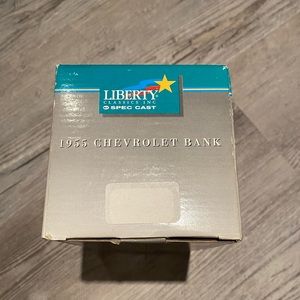 LIBERTY
CLASSICS INC
SPEC CAST
1955 CHEVROLET BANK